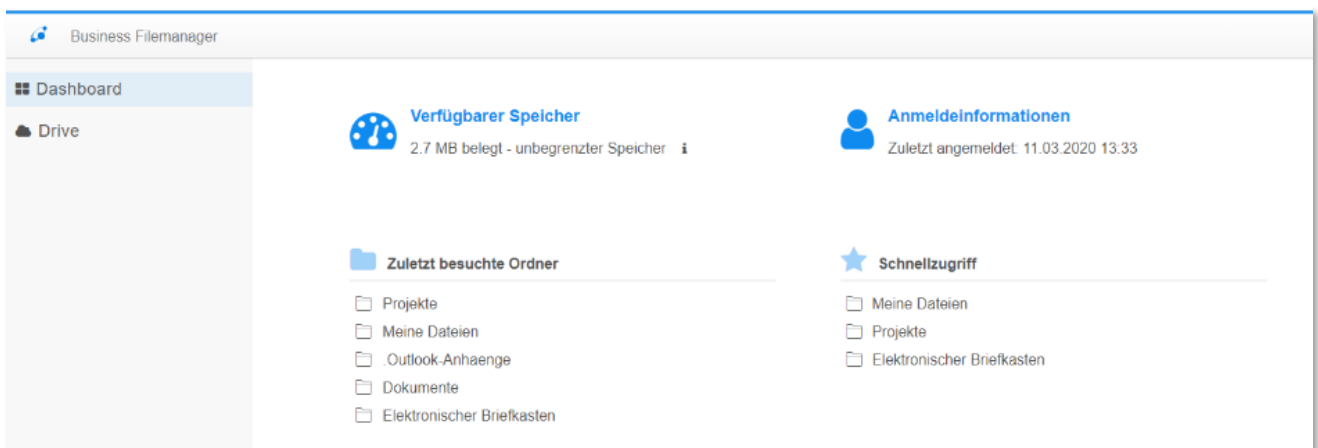 Business Filemanager
Dashboard
Drive
Verfügbarer Speicher
2.7 MB belegt - unbegrenzter Speicher i
Anmeldeinformationen
Zuletzt angemeldet: 11.03.2020 13:33
Zuletzt besuchte Ordner
Projekte
Meine Dateien
.Outlook-Anhaenge
Dokumente
Elektronischer Briefkasten
Schnellzugriff
Meine Dateien
Projekte
Elektronischer Briefkasten